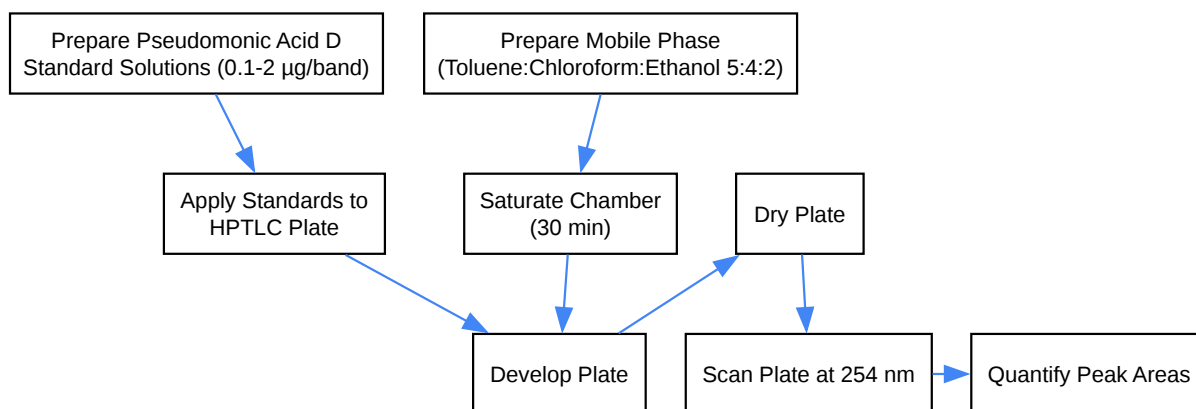 Prepare Pseudomonic Acid D
Standard Solutions (0.1-2 µg/band)
Prepare Mobile Phase
(Toluene:Chloroform:Ethanol 5:4:2)
Apply Standards to
HPTLC Plate
Saturate Chamber
(30 min)
Dry Plate
Develop Plate
Scan Plate at 254 nm
Quantify Peak Areas